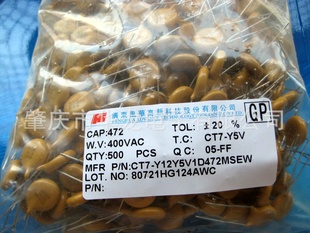 GP
CAP:472 TOL: ±20 %
W.V:400VAC T.C: CT7-Y5V
QTY:500 PCS Q C: 05-FF
MFR P/N:CT7-Y12Y5V1D472MSEW
LOT. NO: 80721HG124AWC
P/N:
肇庆市